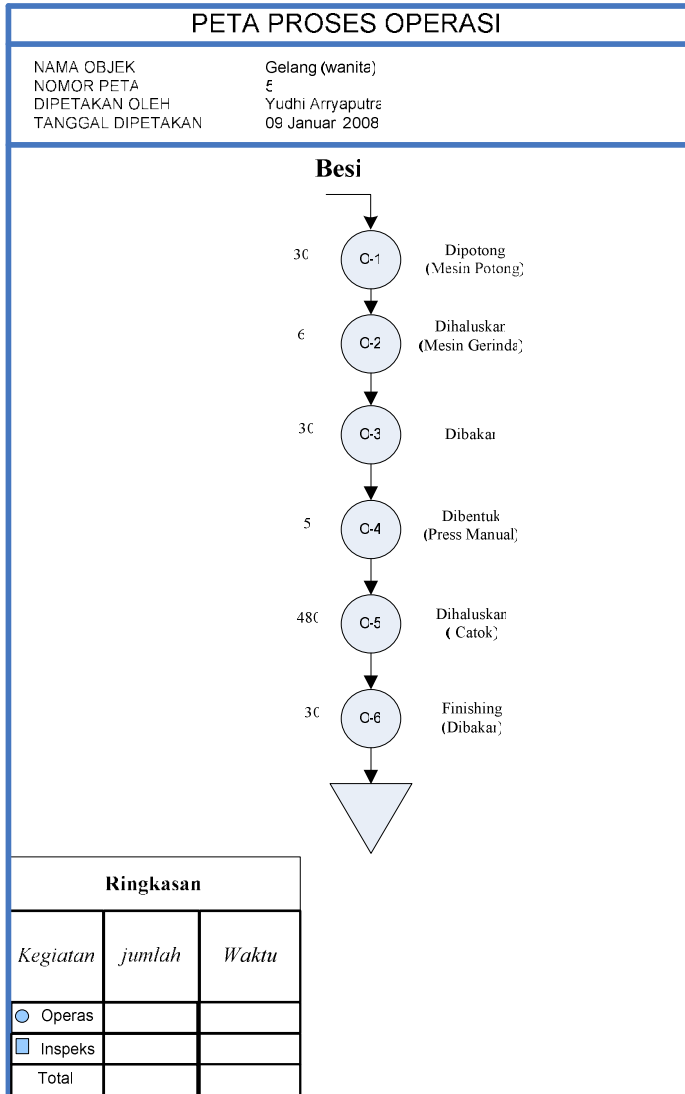 PETA PROSES OPERASI
NAMA OBJEK Gelang (wanita)
NOMOR PETA 5
DIPETAKAN OLEH Yudhi Arryaputra
TANGGAL DIPETAKAN 09 Januar 2008
Besi
30 O-1 Dipotong
(Mesin Potong)
6 O-2 Dihaluskan
(Mesin Gerinda)
30 O-3 Dibakar
5 O-4 Dibentuk
(Press Manual)
480 O-5 Dihaluskan
( Catok)
30 O-6 Finishing
(Dibakar)
Ringkasan
Kegiatan jumlah Waktu
Operas
Inspeks
Total